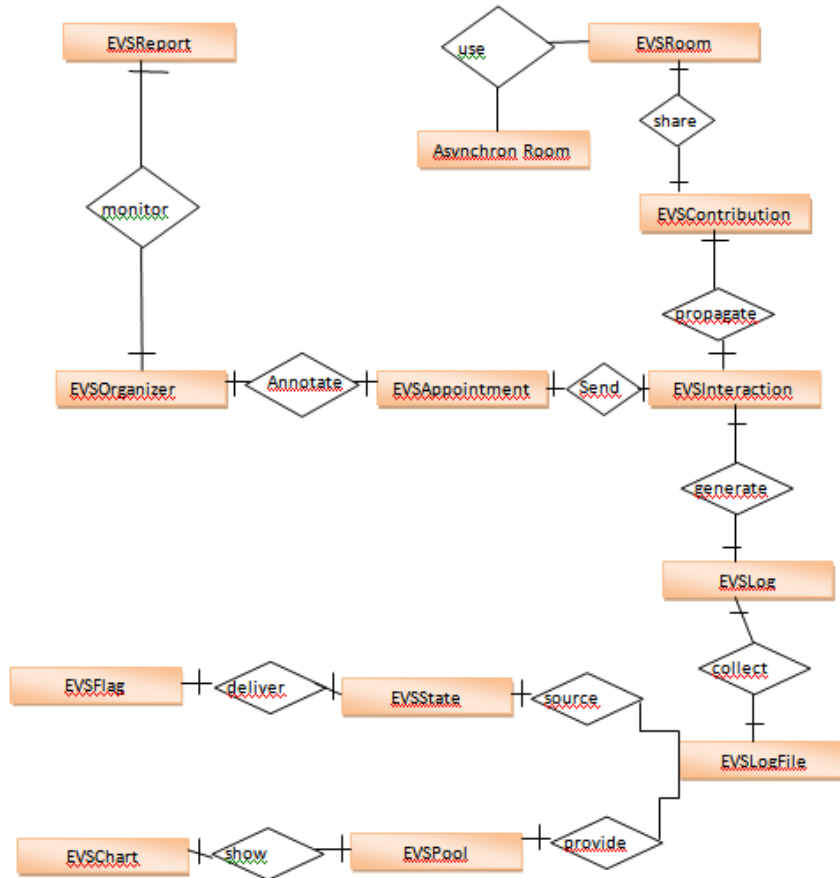 EVSReport
use
EVSRoom
share
Asynchron Room
monitor
EVSContribution
propagate
EVSOrganizer
Annotate
EVSAppointment
Send
EVSInteraction
generate
EVSLog
collect
EVSFlag
deliver
EVSState
source
EVSLogFile
EVSChart
show
EVSPool
provide